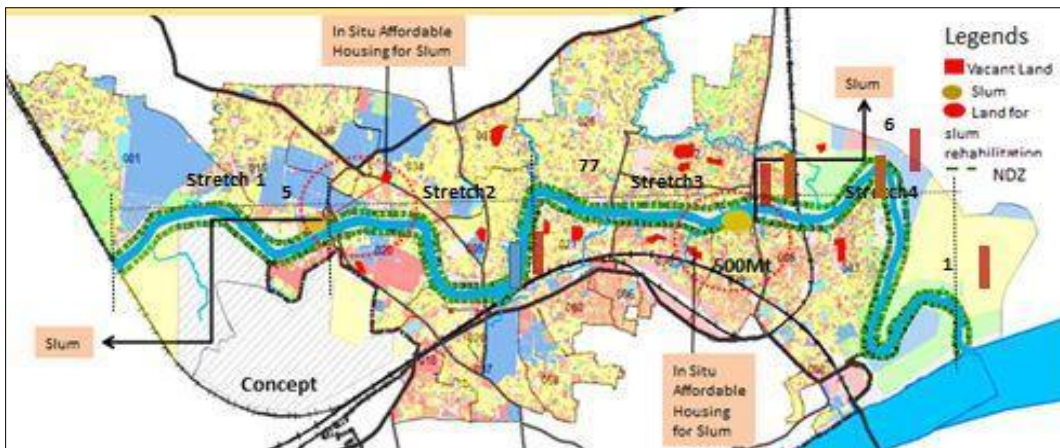 In Situ Affordable
Housing for Slum
Legends
Vacant Land
Slum
Land for
slum
rehabilitation
NDZ
Slum
6
001
77
Stretch 1
5
Stretch2
Stretch3
Stretch4
500Mt
1
Slum
Concept
In Situ
Affordable
Housing
for Slum